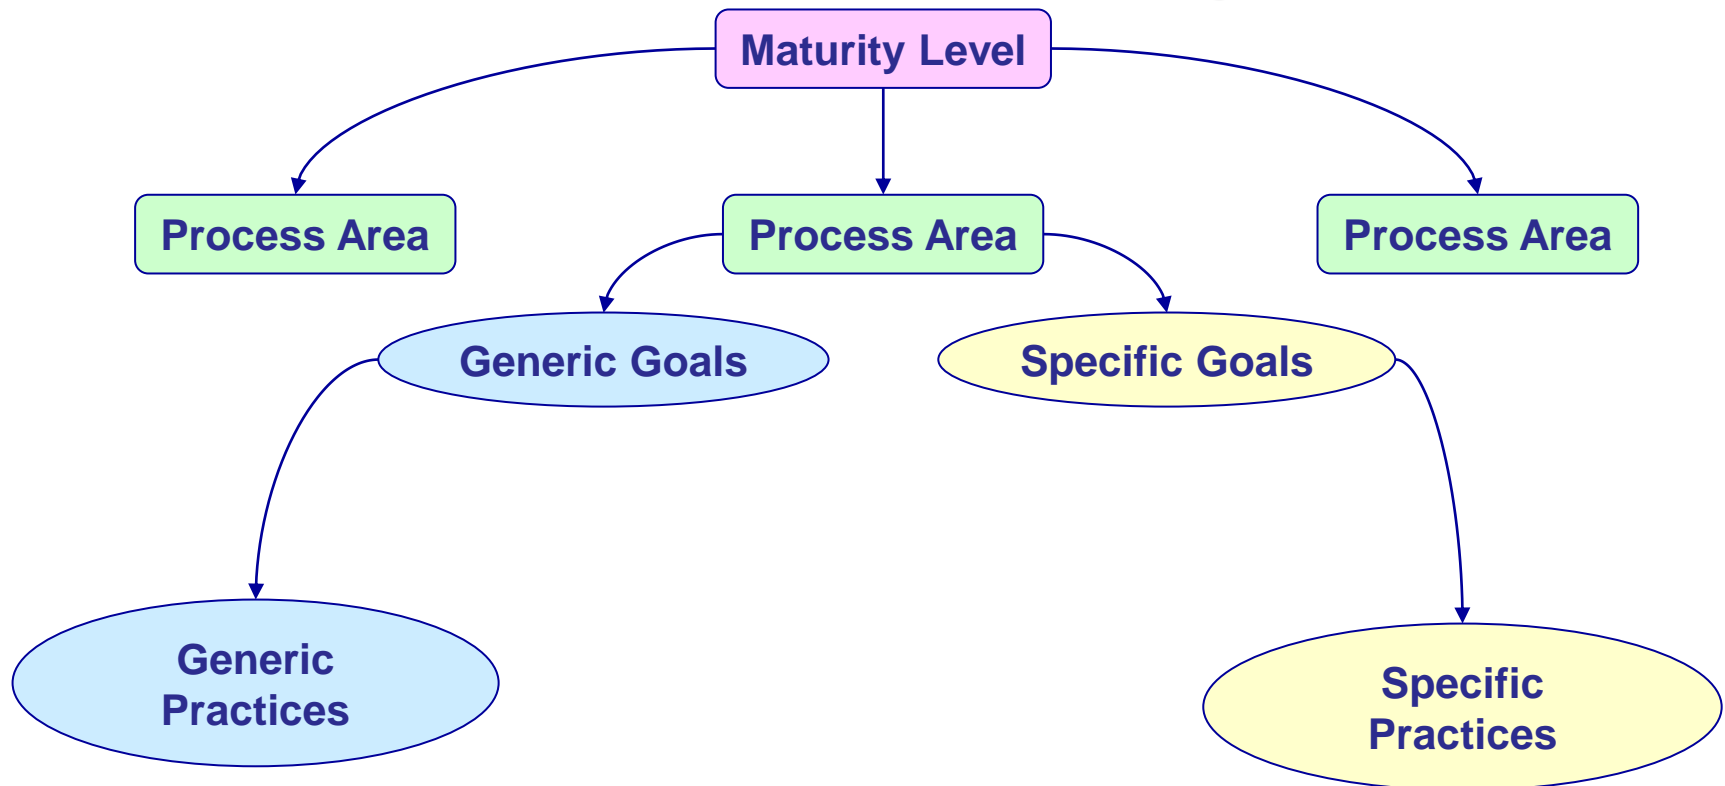 Maturity Level
Process Area
Process Area
Process Area
Generic Goals
Specific Goals
Generic
Practices
Specific
Practices